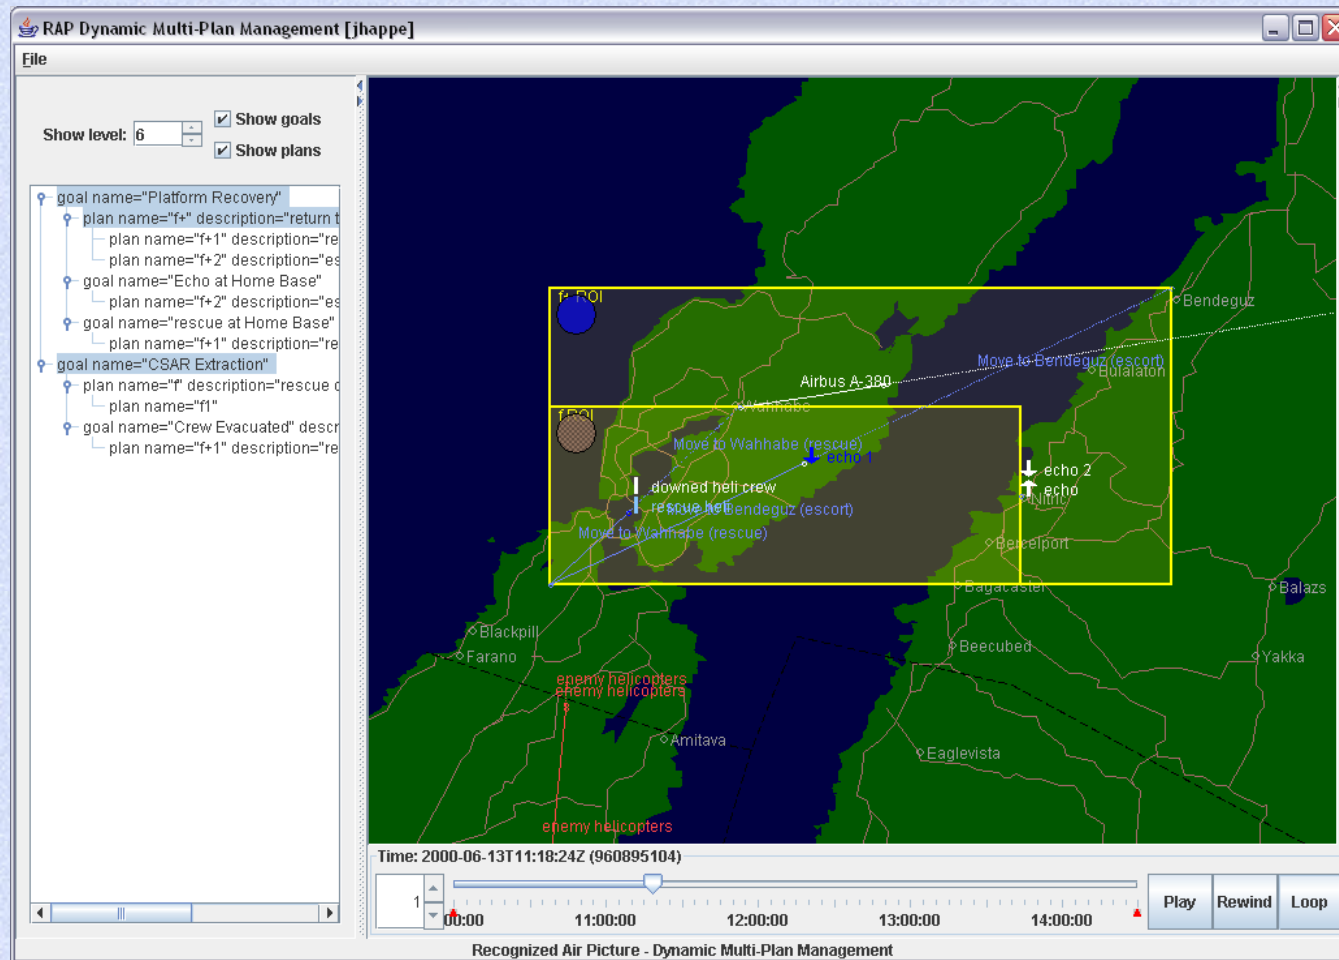 RAP Dynamic Multi-Plan Management [jhappe]
File
Show level: 6
Show goals
Show plans
goal name="Platform Recovery"
plan name="f+" description="return t
plan name="f+1" description="re
plan name="f+2" description="es
goal name="Echo at Home Base"
plan name="f+2" description="es
goal name="rescue at Home Base"
plan name="f+1" description="re
goal name="CSAR Extraction"
plan name="f" description="rescue c
plan name="f1"
goal name="Crew Evacuated" descr
plan name="f+1" description="re
f+ ROI
Bendeguz
Move to Bendeguz (escort)
Bulalaton
Airbus A-380
Wahhabe
f ROI
Move to Wahhabe (rescue)
echo 1
echo 2
downed heli crew
echo
rescue heli
Nitric
Move to Bendeguz (escort)
Move to Wahhabe (rescue)
Bercelport
Bagacaster
Balazs
Blackpill
Beecubed
Farano
Yakka
enemy helicopters
enemy helicopters
Amitava
Eaglevista
enemy helicopters
Time: 2000-06-13T11:18:24Z (960895104)
1
00:00 11:00:00 12:00:00 13:00:00 14:00:00
Play Rewind Loop
Recognized Air Picture - Dynamic Multi-Plan Management